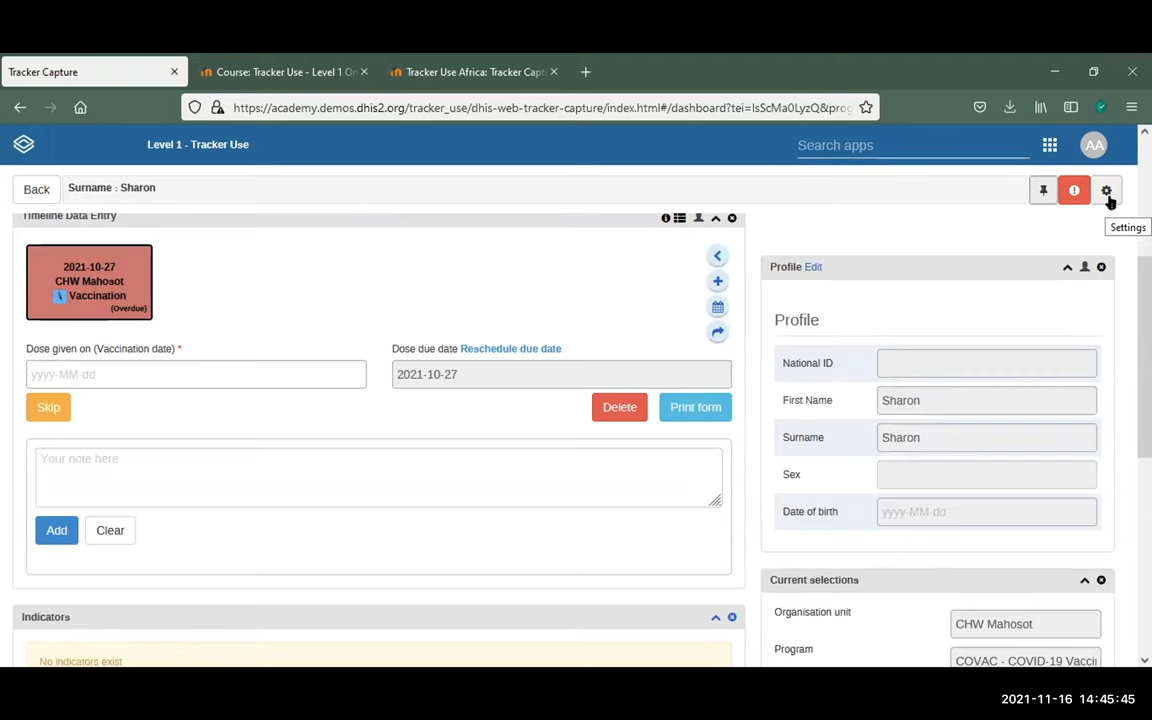 Tracker Capture
Course: Tracker Use - Level 1 On
Tracker Use Africa: Tracker Capt
https://academy.demos.dhis2.org/tracker_use/dhis-web-tracker-capture/index.html#/dashboard?tei=IsScMa0LyzQ&prog
Level 1 - Tracker Use
Search apps
AA
Back
Surname : Sharon
Settings
Timeline Data Entry
2021-10-27
CHW Mahosot
Vaccination
(Overdue)
Dose given on (Vaccination date) *
Dose due date Reschedule due date
yyyy-MM-dd
2021-10-27
Skip
Delete
Print form
Your note here
Add
Clear
Indicators
No indicators exist
Profile Edit
Profile
National ID
First Name
Sharon
Surname
Sharon
Sex
Date of birth
yyyy-MM-dd
Current selections
Organisation unit
CHW Mahosot
Program
COVAC - COVID-19 Vacci
2021-11-16 14:45:45